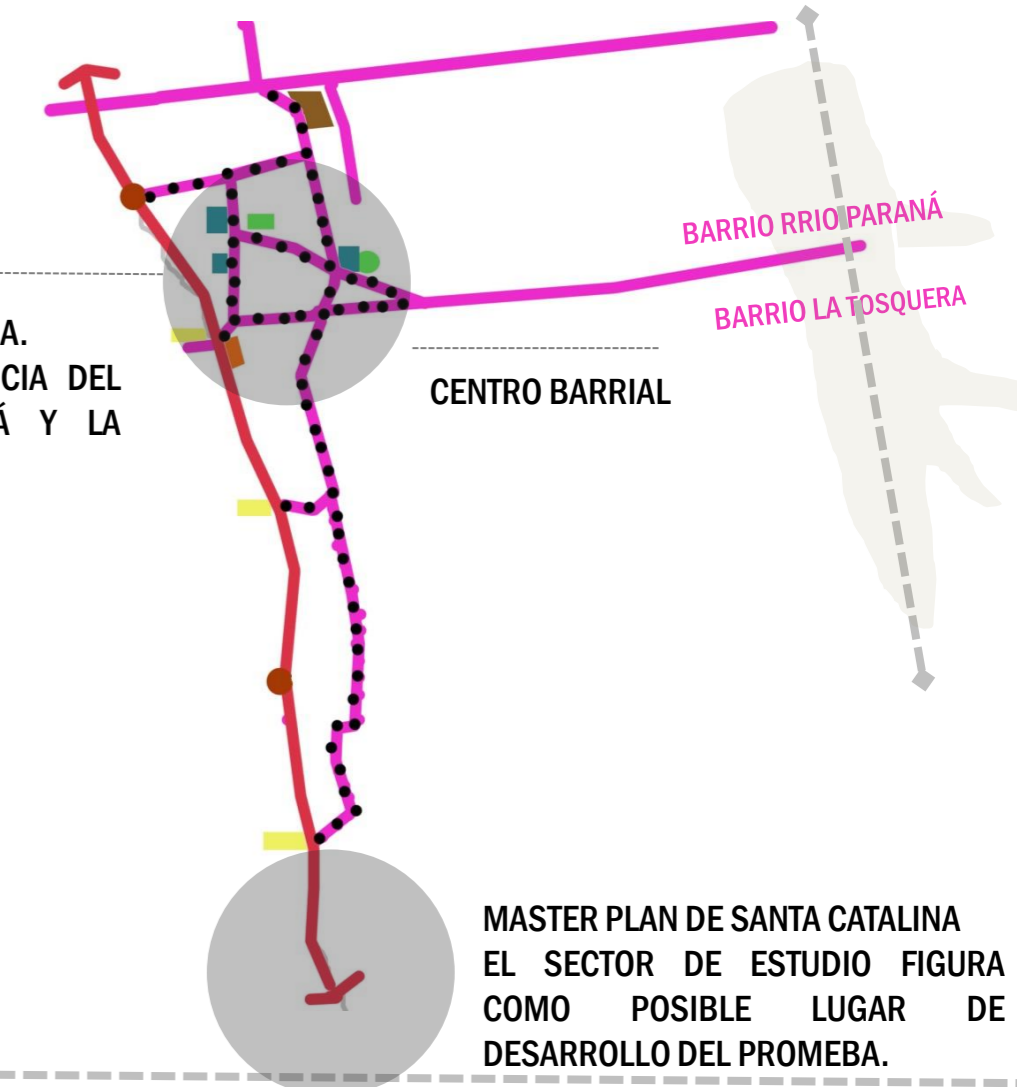 BARRIO RRIO PARANÁ
BARRIO LA TOSQUERA
A.
CIA DEL
Á Y LA
CENTRO BARRIAL
MASTER PLAN DE SANTA CATALINA
EL SECTOR DE ESTUDIO FIGURA
COMO POSIBLE LUGAR DE
DESARROLLO DEL PROMEBA.